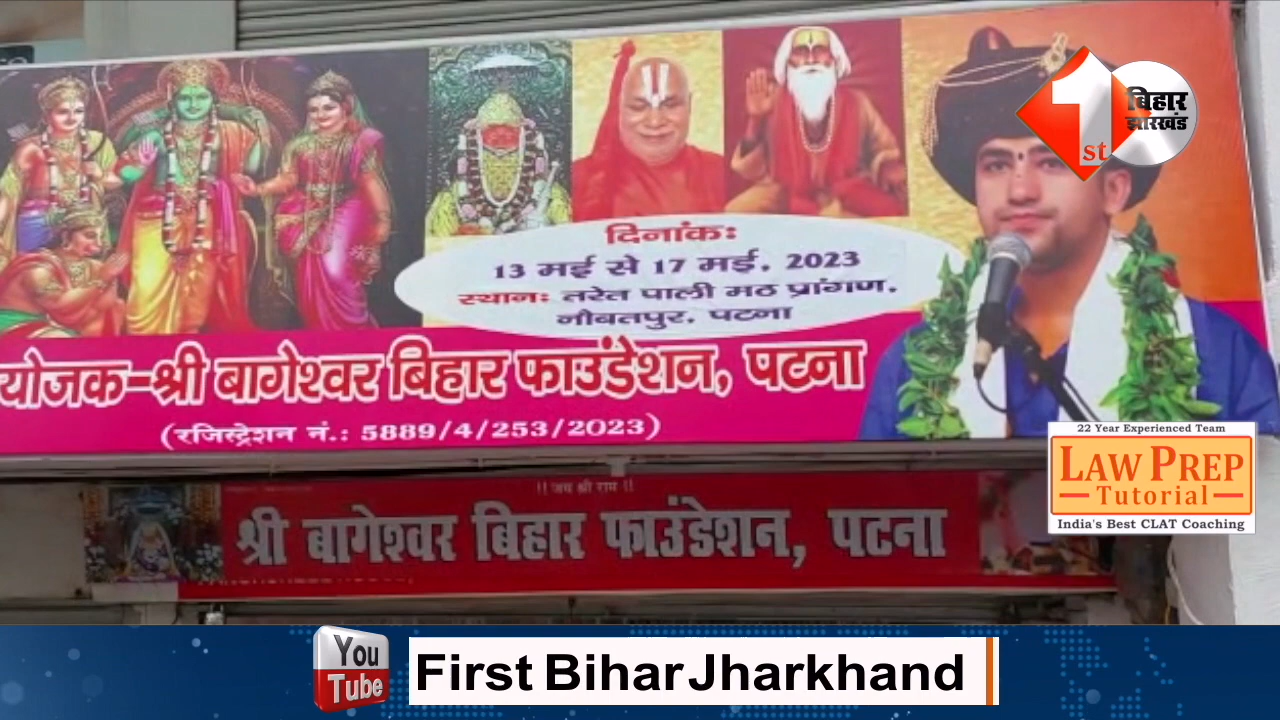 1st
बिहार
झारखंड
दिनांकः
13 मई से 17 मई, 2023
स्थानः तरेत पाली मठ प्रांगण,
नौबतपुर, पटना
योजक-श्री बागेश्वर बिहार फाउंडेशन, पटना
(रजिस्ट्रेशन नं.: 5889/4/253/2023)
22 Year Experienced Team
LAW PREP
Tutorial
India's Best CLAT Coaching
!! जय श्री राम !!
श्री बागेश्वर बिहार फाउंडेशन, पटना
You
Tube
First Bihar Jharkhand